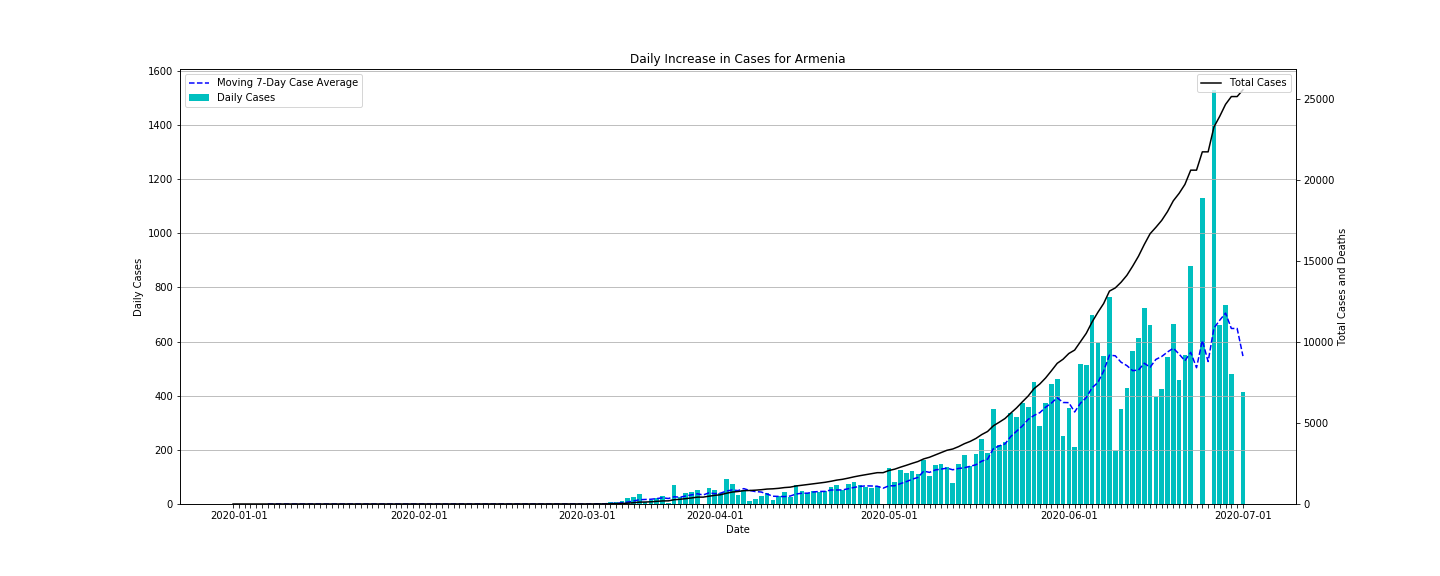 Daily Increase in Cases for Armenia
Moving 7-Day Case Average
Daily Cases
Total Cases
1600
1400
1200
1000
800
600
400
200
0
Daily Cases
25000
20000
15000
10000
5000
0
Total Cases and Deaths
2020-01-01 2020-02-01 2020-03-01 2020-04-01 2020-05-01 2020-06-01 2020-07-01
Date